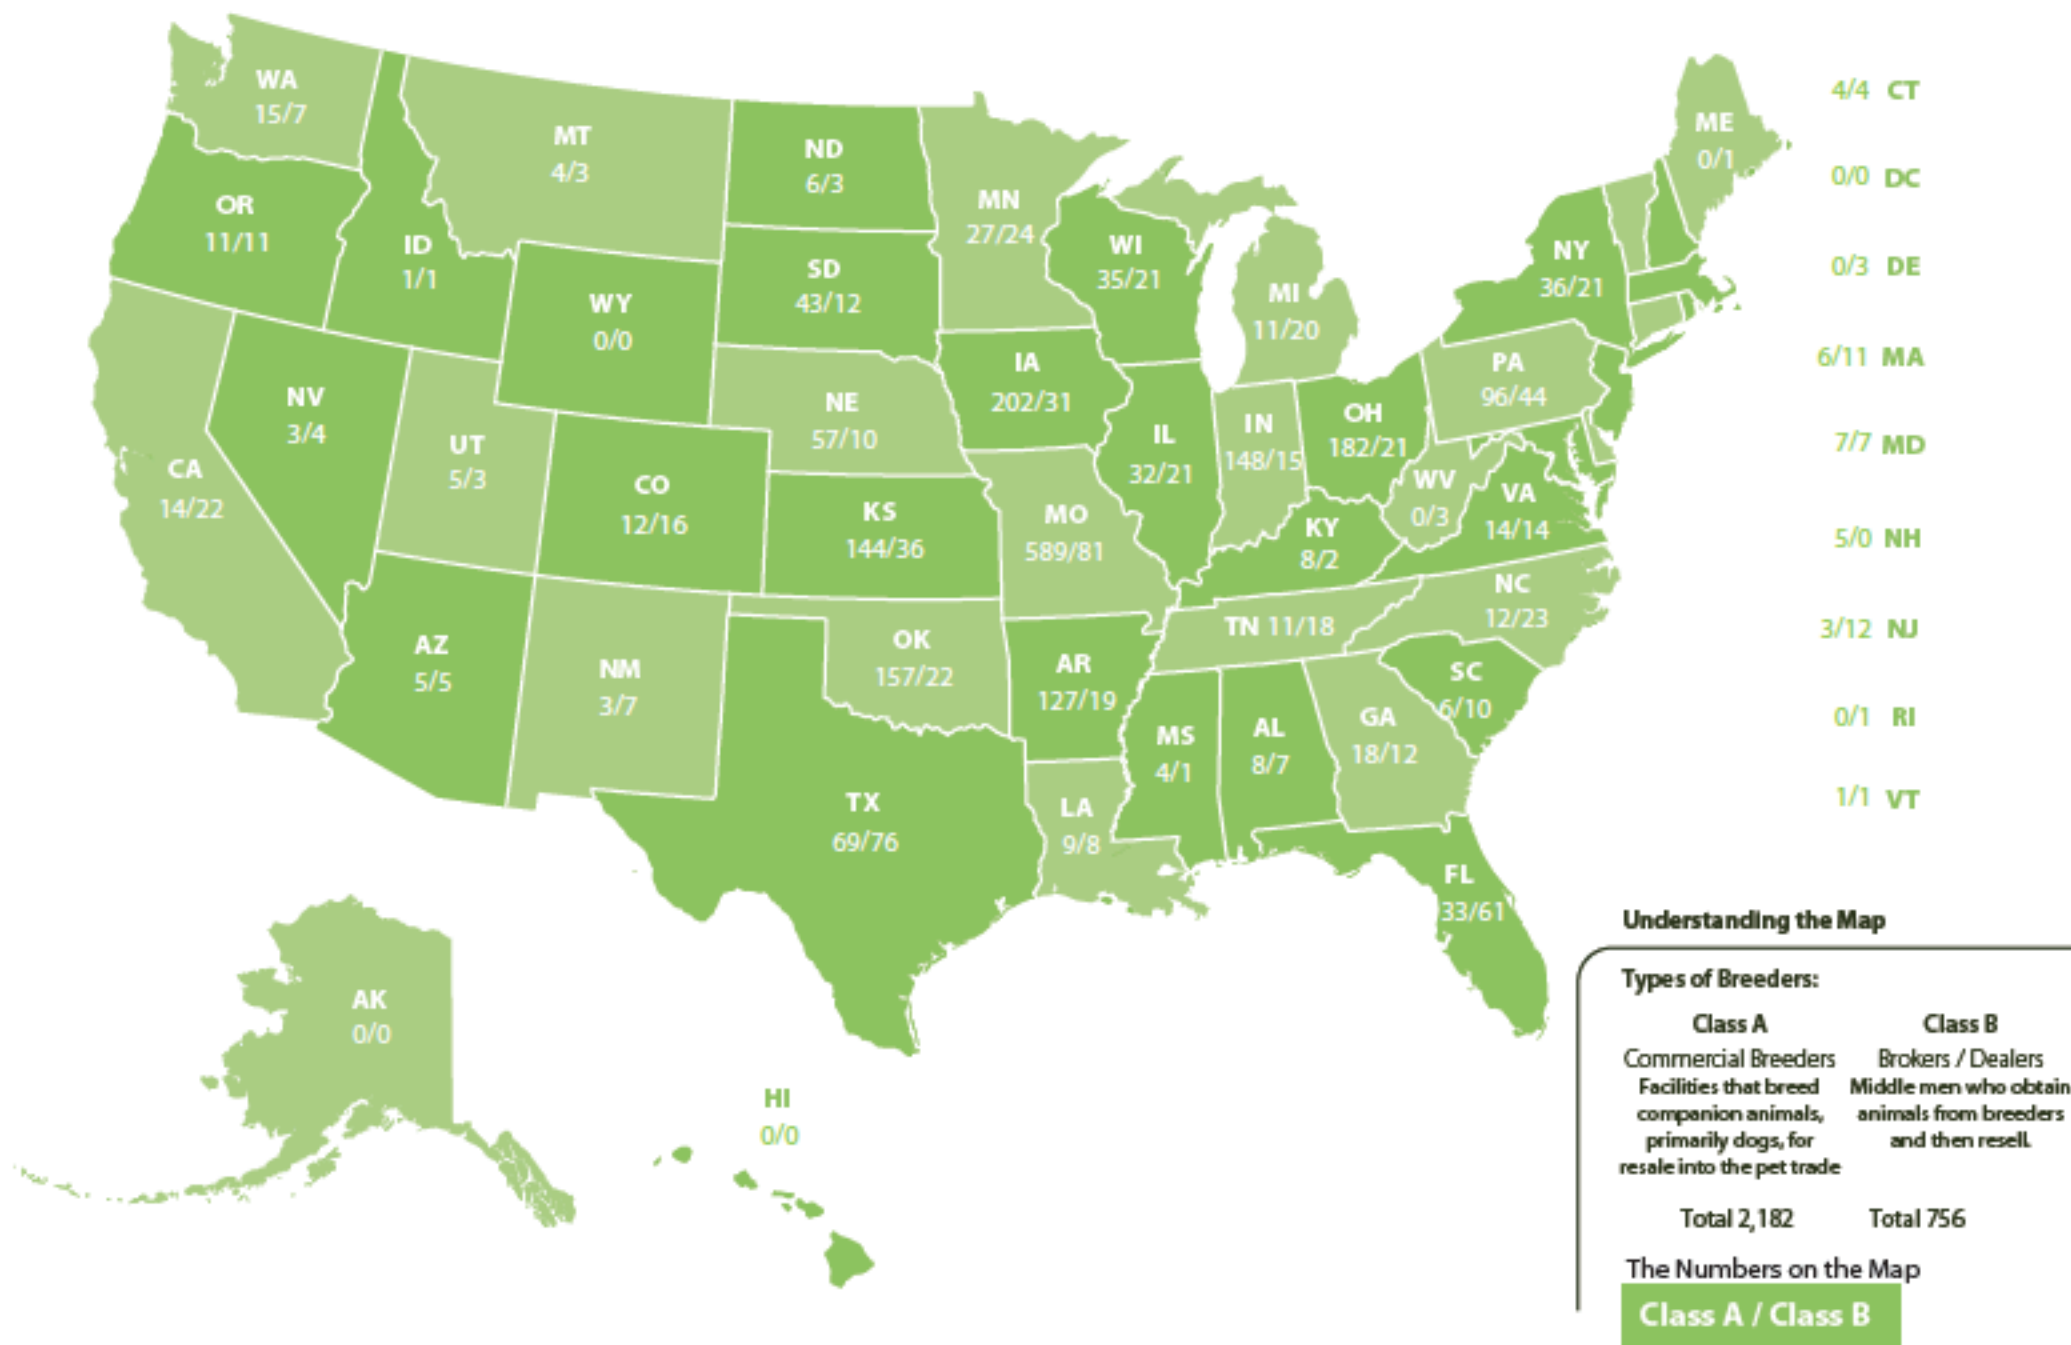 WA
15/7
MT
4/3
ND
6/3
MN
27/24
OR
11/11
ID
1/1
WY
0/0
SD
43/12
WI
35/21
MI
11/20
NY
36/21
ME
0/1
NV
3/4
UT
5/3
CA
14/22
CO
12/16
NE
57/10
IA
202/31
IL
32/21
IN
148/15
OH
182/21
PA
96/44
WV
0/3
VA
14/14
KS
144/36
MO
589/81
KY
8/2
NC
12/23
TN 11/18
AZ
5/5
NM
3/7
OK
157/22
AR
127/19
SC
6/10
MS
4/1
AL
8/7
GA
18/12
TX
69/76
LA
9/8
FL
33/61
AK
0/0
HI
0/0
4/4 CT
0/0 DC
0/3 DE
6/11 MA
7/7 MD
5/0 NH
3/12 NJ
0/1 RI
1/1 VT
Understanding the Map
Types of Breeders:
Class A
Commercial Breeders
Facilities that breed
companion animals,
primarily dogs, for
resale into the pet trade
Total 2,182
Class B
Brokers / Dealers
Middle men who obtain
animals from breeders
and then resell.
Total 756
The Numbers on the Map
Class A / Class B